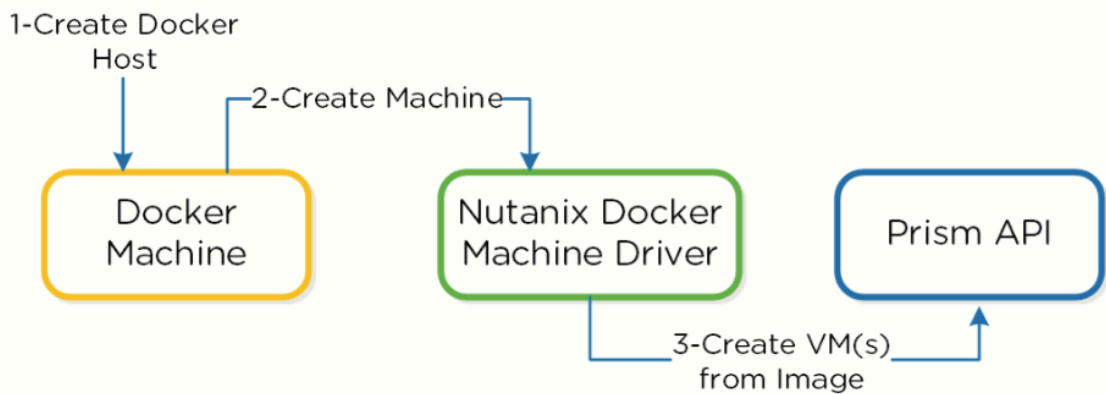 1-Create Docker
Host
2-Create Machine
Docker
Machine
Nutanix Docker
Machine Driver
Prism API
3-Create VM(s)
from Image